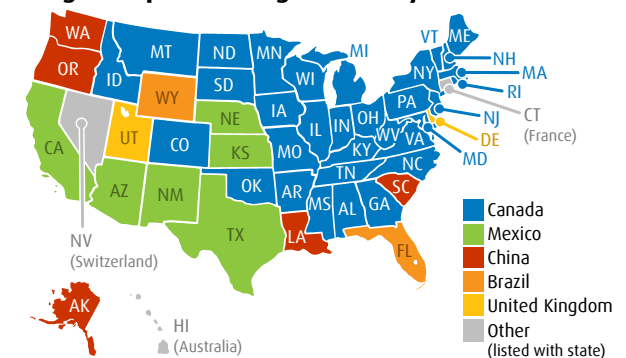 WA
OR
CA
NV
(Switzerland)
ID
MT
WY
UT
CO
AZ
NM
ND
SD
NE
KS
OK
TX
MN
IA
MO
AR
LA
WI
IL
MI
IN
OH
KY
TN
MS
AL
GA
FL
SC
NC
VA
WV
PA
NY
VT
ME
NH
MA
RI
CT
(France)
NJ
DE
MD
AK
HI
(Australia)
Canada
Mexico
China
Brazil
United Kingdom
Other
(listed with state)